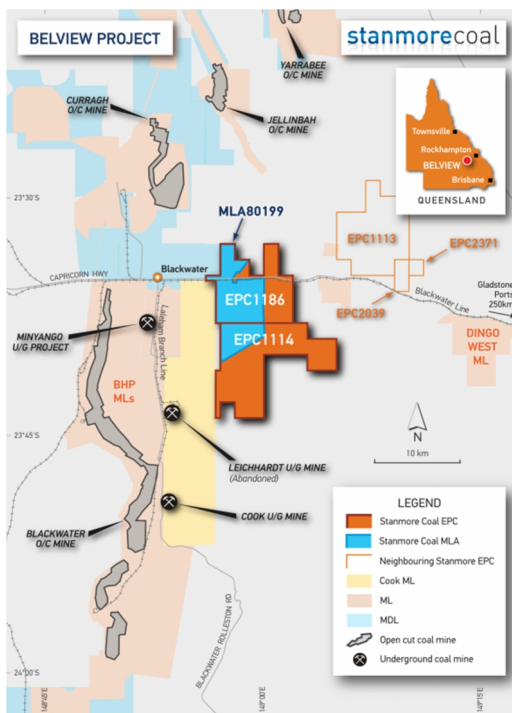 BELVIEW PROJECT
stanmorecoal
YARRABEE
O/C MINE
CURRAGH
O/C MINE
JELLINBAH
O/C MINE
Townsville
Rockhampton
BELVIEW
Brisbane
QUEENSLAND
23°30'S
MLA80199
EPC1113
EPC2371
Blackwater
CAPRICORN HWY
EPC1186
Blackwater Line
Gladstone
Ports
250km
EPC2039
MINYANGO
U/G PROJECT
Laleham Branch Line
EPC1114
DINGO
WEST
ML
BHP
MLs
23°45'S
N
10 km
LEICHHARDT U/G MINE
(Abandoned)
COOK U/G MINE
BLACKWATER
O/C MINE
LEGEND
Stanmore Coal EPC
Stanmore Coal MLA
Neighbouring Stanmore EPC
Cook ML
ML
MDL
Open cut coal mine
Underground coal mine
BLACKWATER ROLLESTON RD
24°00'S
149°15'E